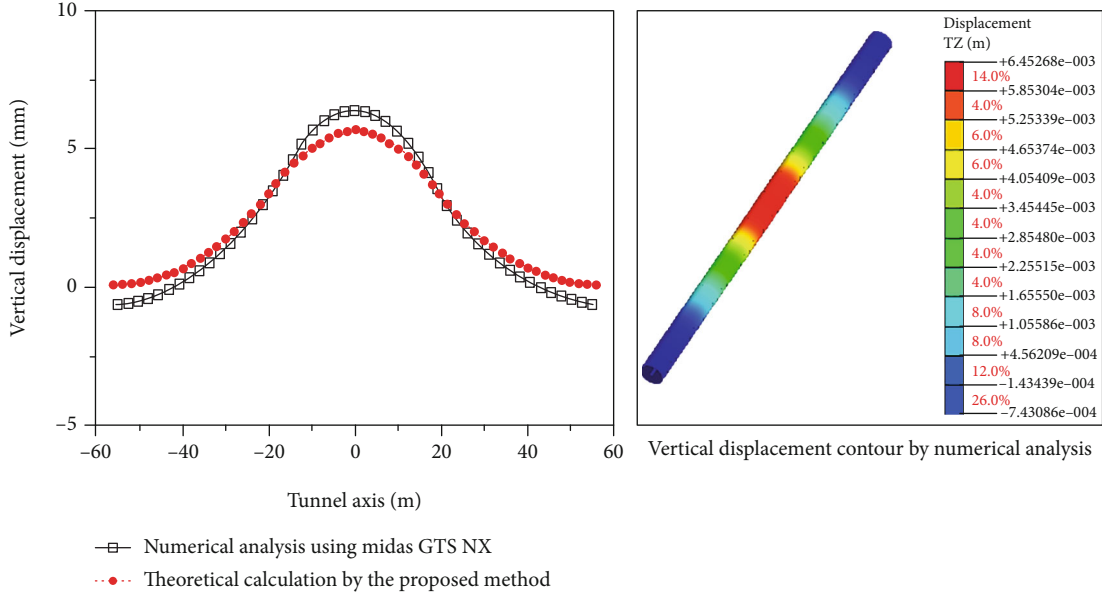 10
5
0
−5
Vertical displacement (mm)
−60
−40
−20
0
20
40
60
Tunnel axis (m)
Numerical analysis using midas GTS NX
Theoretical calculation by the proposed method
Displacement
TZ (m)
+6.45268e−003
14.0%
+5.85304e−003
4.0%
+5.25339e−003
6.0%
+4.65374e−003
6.0%
+4.05409e−003
4.0%
+3.45445e−003
4.0%
+2.85480e−003
4.0%
+2.25515e−003
4.0%
+1.65550e−003
8.0%
+1.05586e−003
8.0%
+4.56209e−004
12.0%
−1.43439e−004
26.0%
−7.43086e−004
Vertical displacement contour by numerical analysis